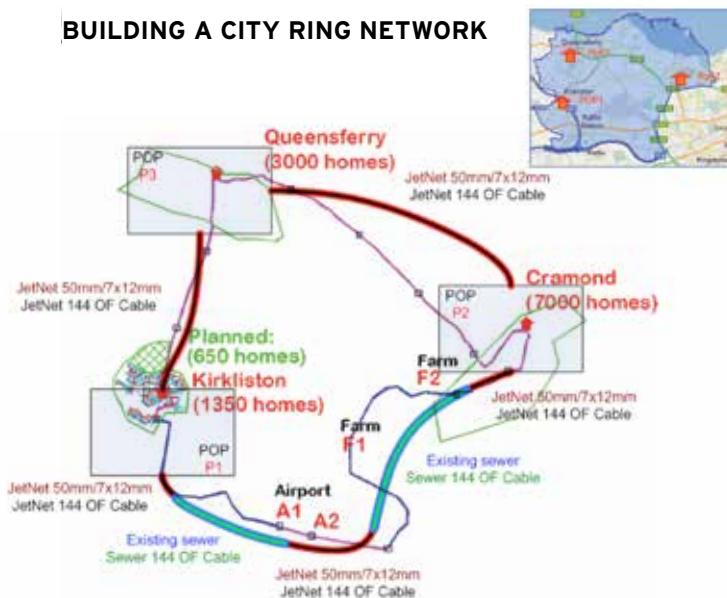 BUILDING A CITY RING NETWORK
Queensferry
(3000 homes)
POP
P3
JetNet 50mm/7x12mm
JetNet 144 OF Cable
JetNet 50mm/7x12mm
JetNet 144 OF Cable
Cramond
(7000 homes)
POP
P2
Planned:
(650 homes)
Kirkliston
(1350 homes)
Farm
F2
JetNet 50mm/7x12mm
JetNet 144 OF Cable
Farm
F1
POP
P1
Existing sewer
Sewer 144 OF Cable
JetNet 50mm/7x12mm
JetNet 144 OF Cable
Airport
A1
A2
Existing sewer
Sewer 144 OF Cable
JetNet 50mm/7x12mm
JetNet 144 OF Cable